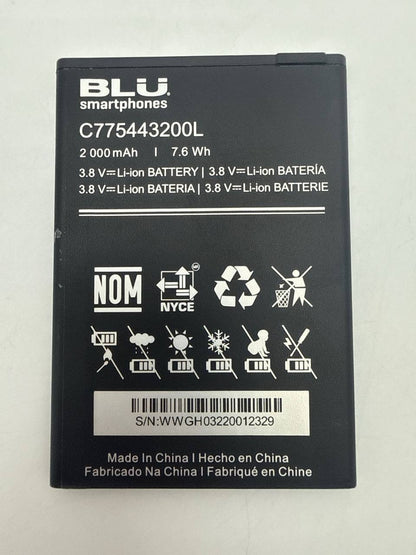 BLU
smartphones
C775443200L
2 000mAh | 7.6 Wh
3.8 V⎓Li-ion BATTERY | 3.8 V⎓Li-ion BATERÍA
3.8 V⎓Li-ion BATERIA | 3.8 V⎓Li-ion BATTERIE
NOM
NYCE
S/N:WWGH03220012329
Made in China | Hecho en China
Fabricado Na China | Fabriqué en Chine